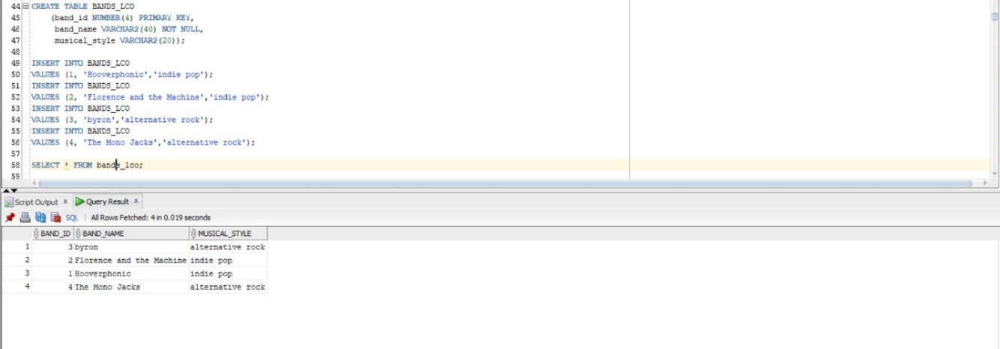 44 CREATE TABLE BANDS_LCO
45 (band_id NUMBER(4) PRIMARY KEY,
46 band_name VARCHAR2(40) NOT NULL,
47 musical_style VARCHAR2(20));
48
49 INSERT INTO BANDS_LCO
50 VALUES (1, 'Hooverphonic','indie pop');
51 INSERT INTO BANDS_LCO
52 VALUES (2, 'Florence and the Machine','indie pop');
53 INSERT INTO BANDS_LCO
54 VALUES (3, 'byron','alternative rock');
55 INSERT INTO BANDS_LCO
56 VALUES (4, 'The Mono Jacks','alternative rock');
57
58 SELECT * FROM bands_lco;
59
Script Output x Query Result x
SQL | All Rows Fetched: 4 in 0.019 seconds
BAND_ID BAND_NAME MUSICAL_STYLE
1 3 byron alternative rock
2 2 Florence and the Machine indie pop
3 1 Hooverphonic indie pop
4 4 The Mono Jacks alternative rock